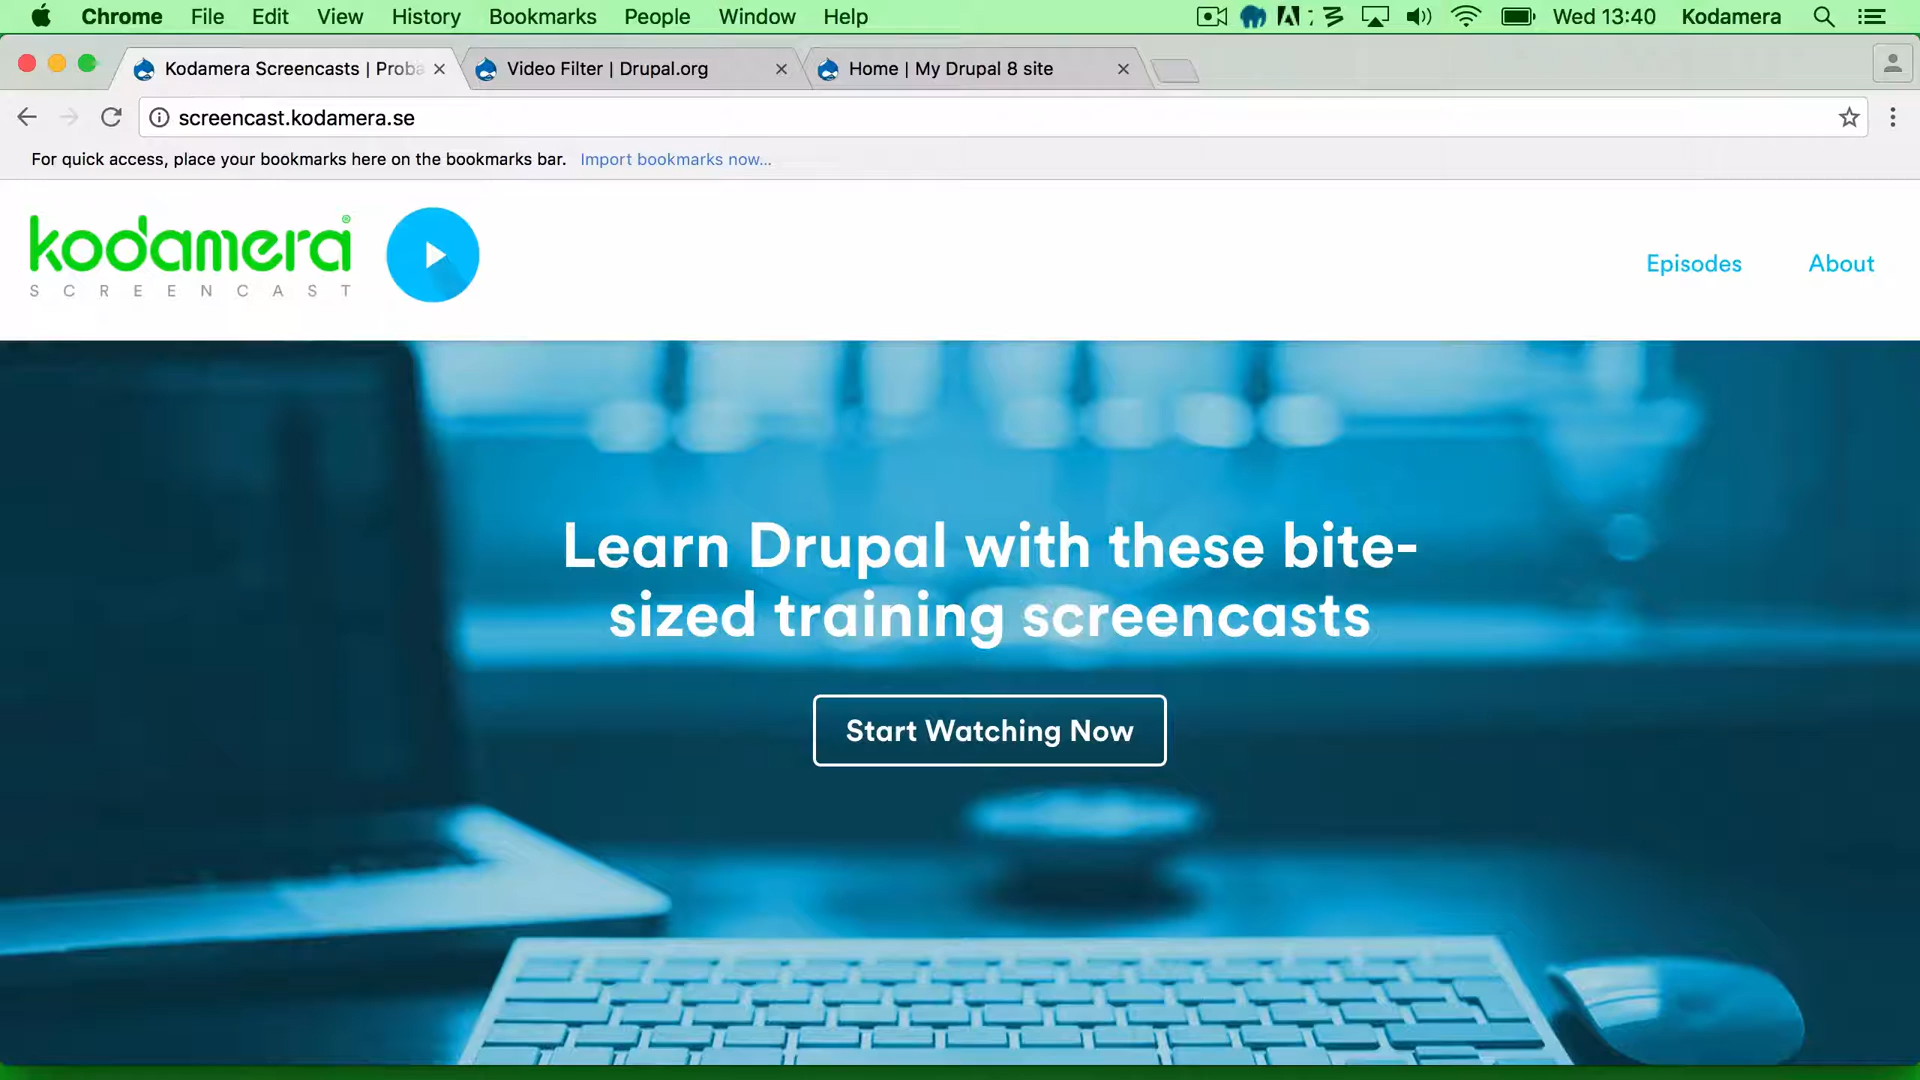 Chrome File Edit View History Bookmarks People Window Help Wed 13:40 Kodamera
Kodamera Screencasts | Proba Video Filter | Drupal.org Home | My Drupal 8 site
screencast.kodamera.se
For quick access, place your bookmarks here on the bookmarks bar. Import bookmarks now...
kodamera®
SCREENCAST
Episodes About
Learn Drupal with these bite-
sized training screencasts
Start Watching Now